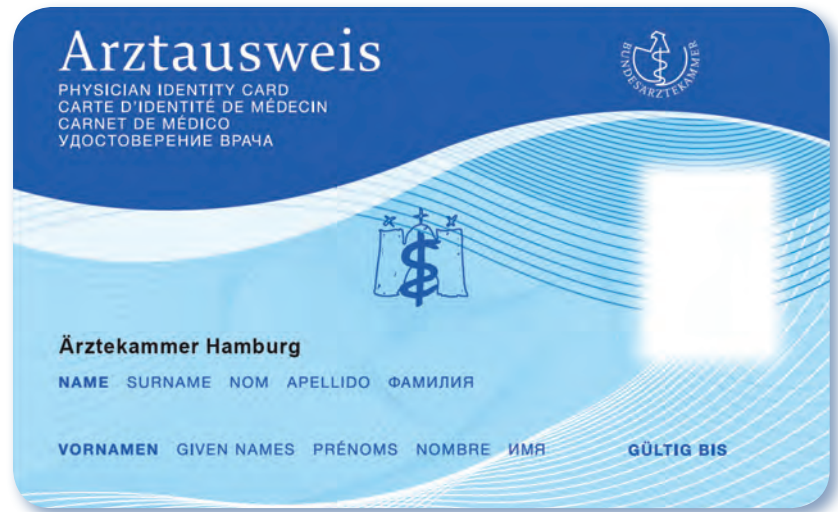 Arztausweis
PHYSICIAN IDENTITY CARD
CARTE D'IDENTITÉ DE MÉDECIN
CARNET DE MÉDICO
УДОСТОВЕРЕНИЕ ВРАЧА
BUNDESÄRZTEKAMMER
Ärztekammer Hamburg
NAME SURNAME NOM APELLIDO ФАМИЛИЯ
VORNAMEN GIVEN NAMES PRÉNOMS NOMBRE ИМЯ
GÜLTIG BIS